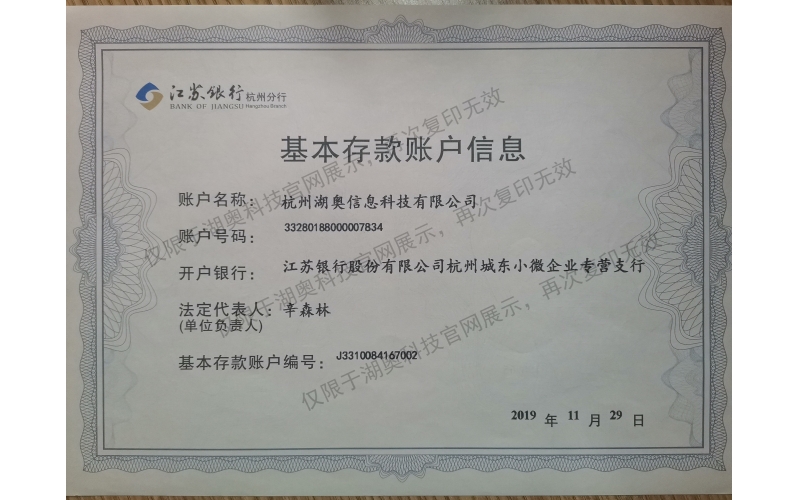 江苏银行 杭州分行
BANK OF JIANGSU Hangzhou Branch
基本存款账户信息
账户名称：杭州湖奥信息科技有限公司
账户号码：33280188000007834
开户银行：江苏银行股份有限公司杭州城东小微企业专营支行
法定代表人：辛森林
(单位负责人)
基本存款账户编号：J3310084167002
2019 年 11 月 29 日
仅限于湖奥科技官网展示，再次复印无效
仅限于湖奥科技官网展示，再次复印无效
仅限于湖奥科技官网展示，再次复印无效